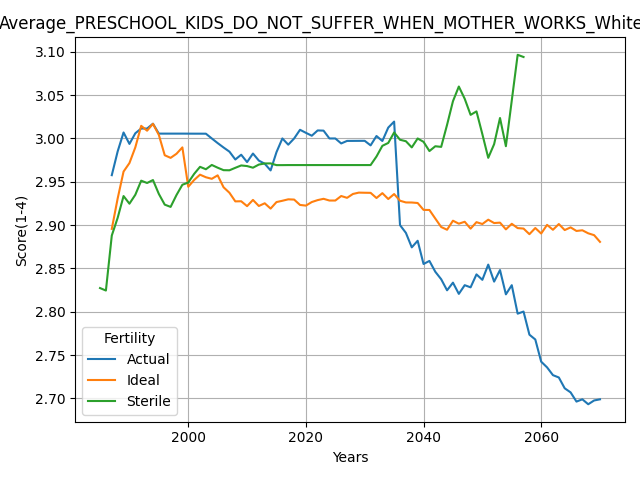 Average_PRESCHOOL_KIDS_DO_NOT_SUFFER_WHEN_MOTHER_WORKS_White
3.10
3.05
3.00
2.95
2.90
2.85
2.80
2.75
2.70
Score(1-4)
Fertility
Actual
Ideal
Sterile
2000 2020 2040 2060
Years